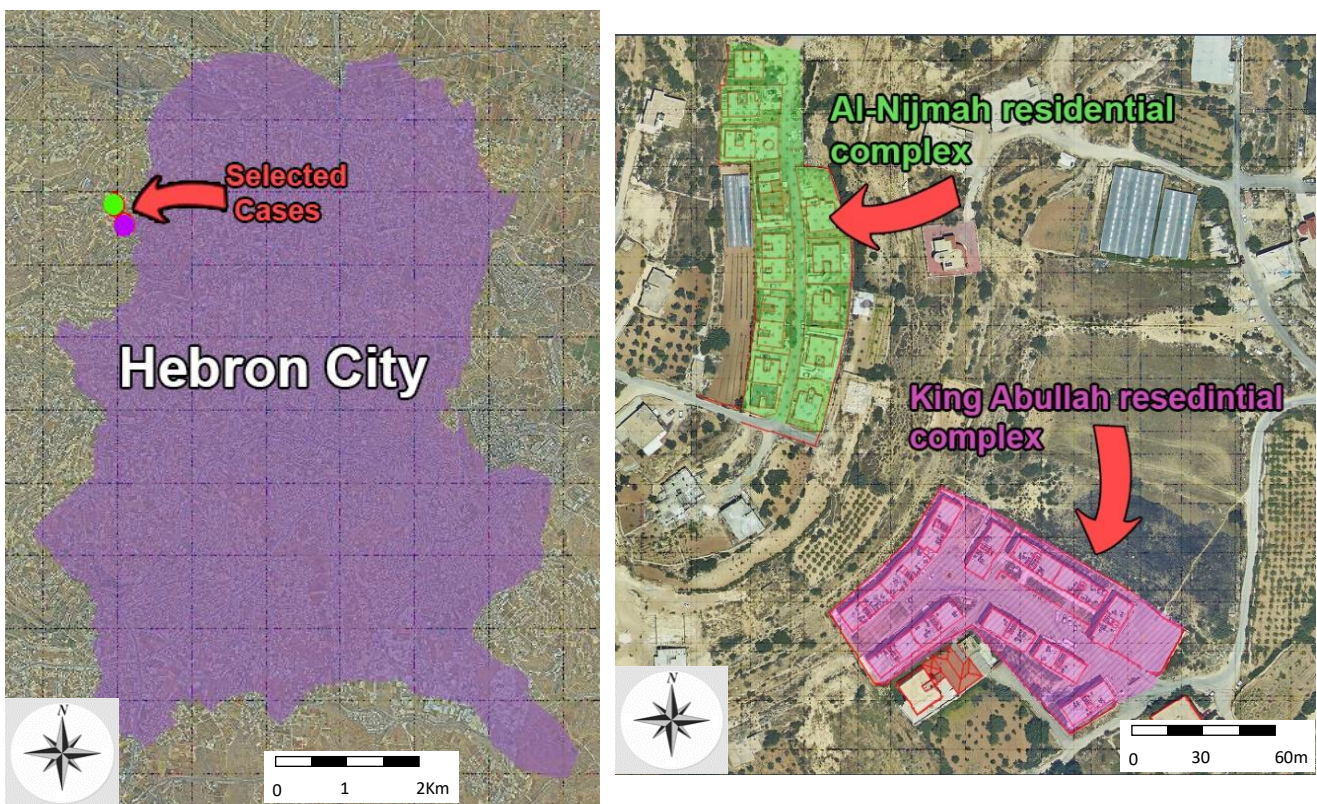 Selected
Cases
Hebron City
N
0 1 2Km
Al-Nijmah residential
complex
King Abullah resedintial
complex
N
0 30 60m